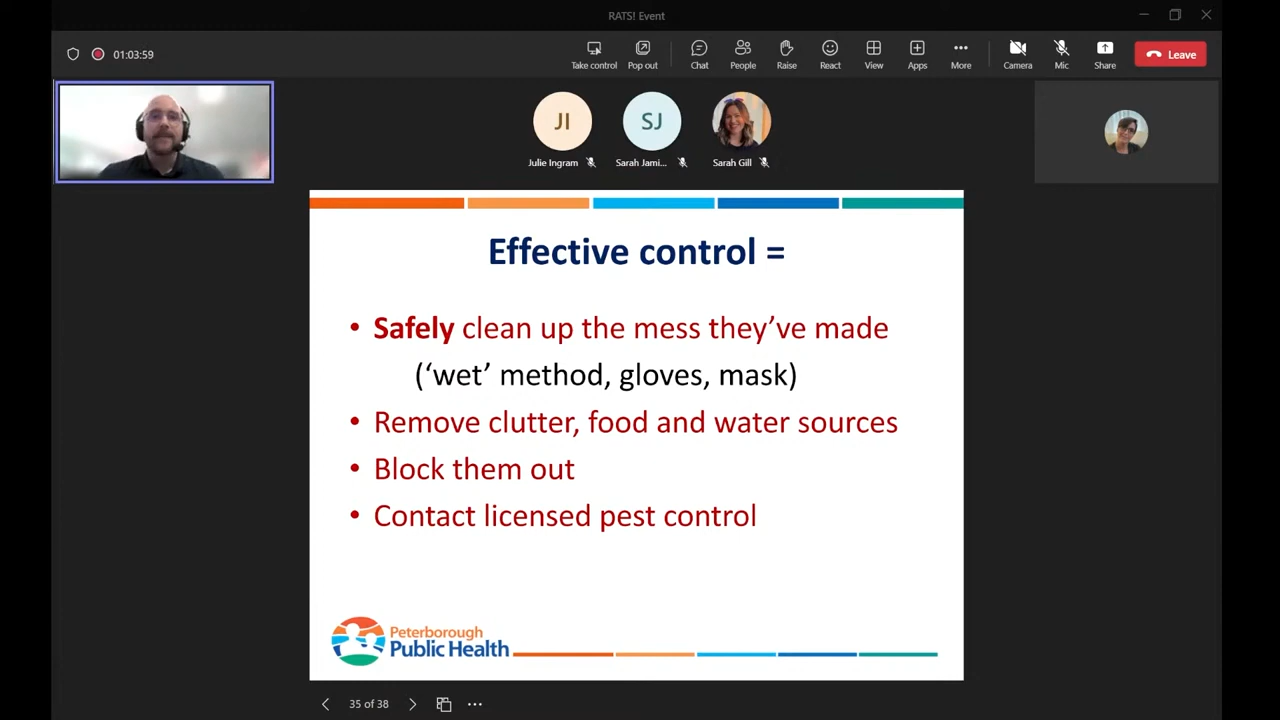 RATS! Event
01:03:59
Take control
Pop out
Chat
People
Raise
React
View
Apps
More
Camera
Mic
Share
Leave
JI
SJ
Julie Ingram
Sarah Jami...
Sarah Gill
Effective control =
• Safely clean up the mess they’ve made
(‘wet’ method, gloves, mask)
• Remove clutter, food and water sources
• Block them out
• Contact licensed pest control
Peterborough
Public Health
35 of 38